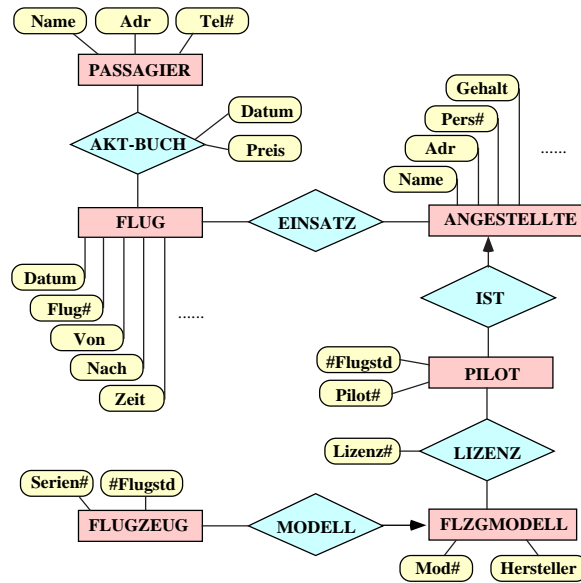 Name Adr Tel#
PASSAGIER
Gehalt
Datum
Pers#
AKT-BUCH
Preis
Adr
......
Name
FLUG EINSATZ ANGESTELLTE
Datum
Flug#
IST
......
Von
Nach
#Flugstd
PILOT
Zeit
Pilot#
Lizenz# LIZENZ
Serien# #Flugstd
FLUGZEUG MODELL FLZGMODELL
Mod# Hersteller